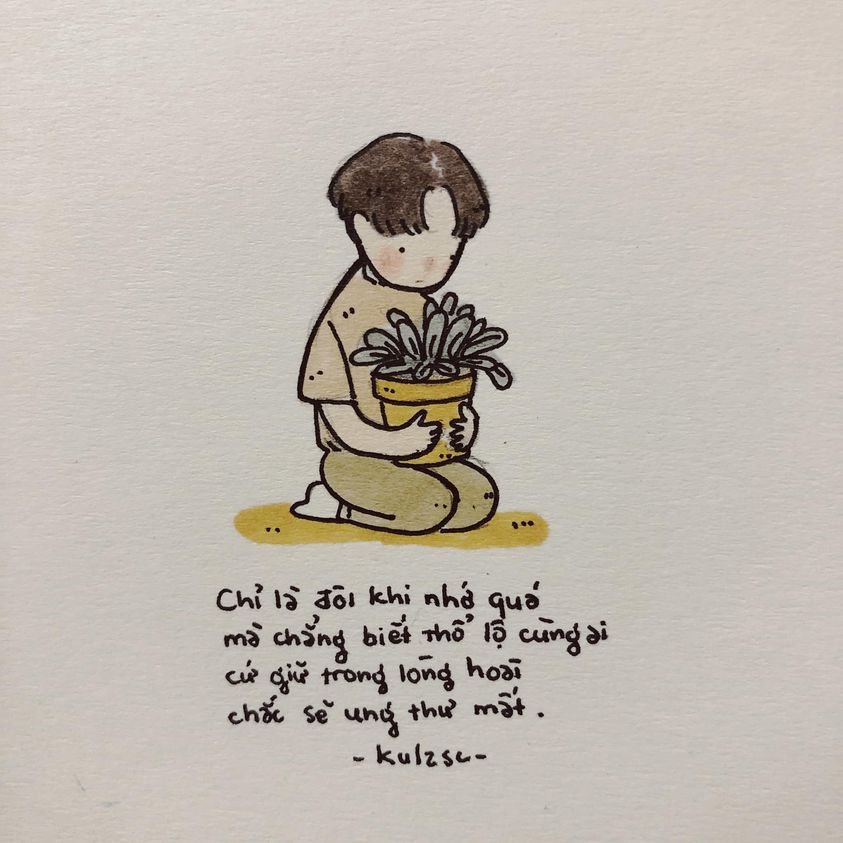 Chỉ là đôi khi nhớ quá
mà chẳng biết thổ lộ cùng ai
cứ giữ trong lòng hoài
chắc sẽ ung thư mất.
- kulzsc -